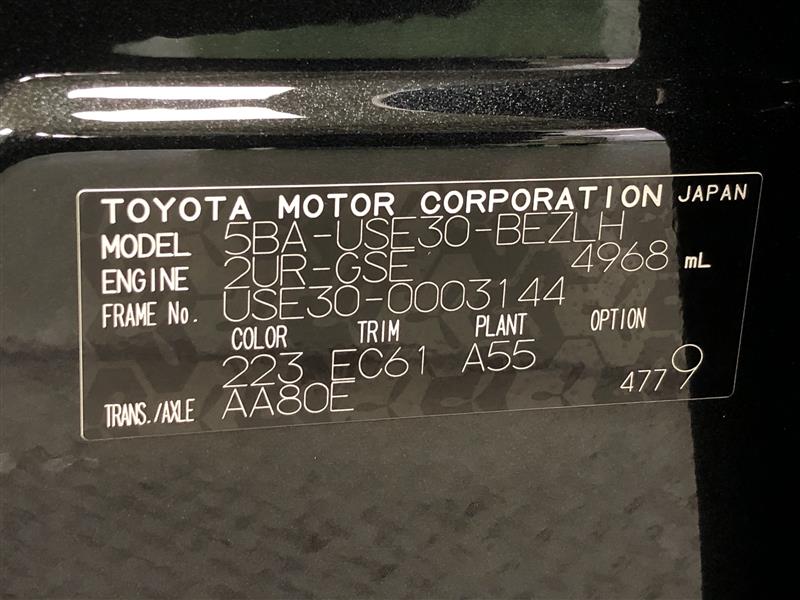 TOYOTA MOTOR CORPORATION JAPAN
MODEL 5BA-USE30-BEZLH
ENGINE 2UR-GSE 4968 mL
FRAME No. USE30-0003144
COLOR TRIM PLANT OPTION
223 EC61 A55
TRANS./AXLE AA80E 4779